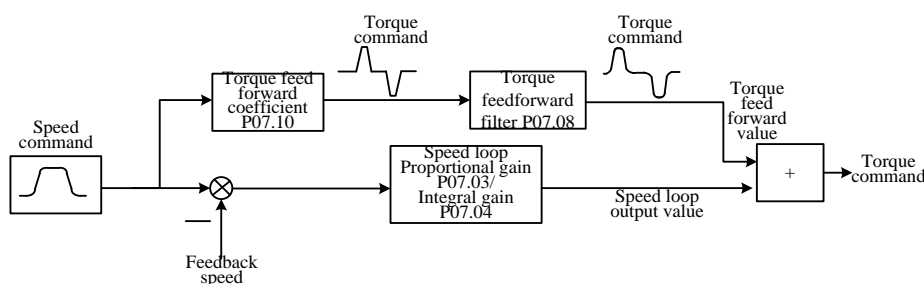 Torque
command
Torque
command
Torque feed
forward
coefficient
P07.10
Torque
feedforward
filter P07.08
Torque
feed
forward
value
Speed
command
Speed loop
Proportional gain
P07.03/
Integral gain
P07.04
+
Torque
command
Speed loop
output value
Feedback
speed